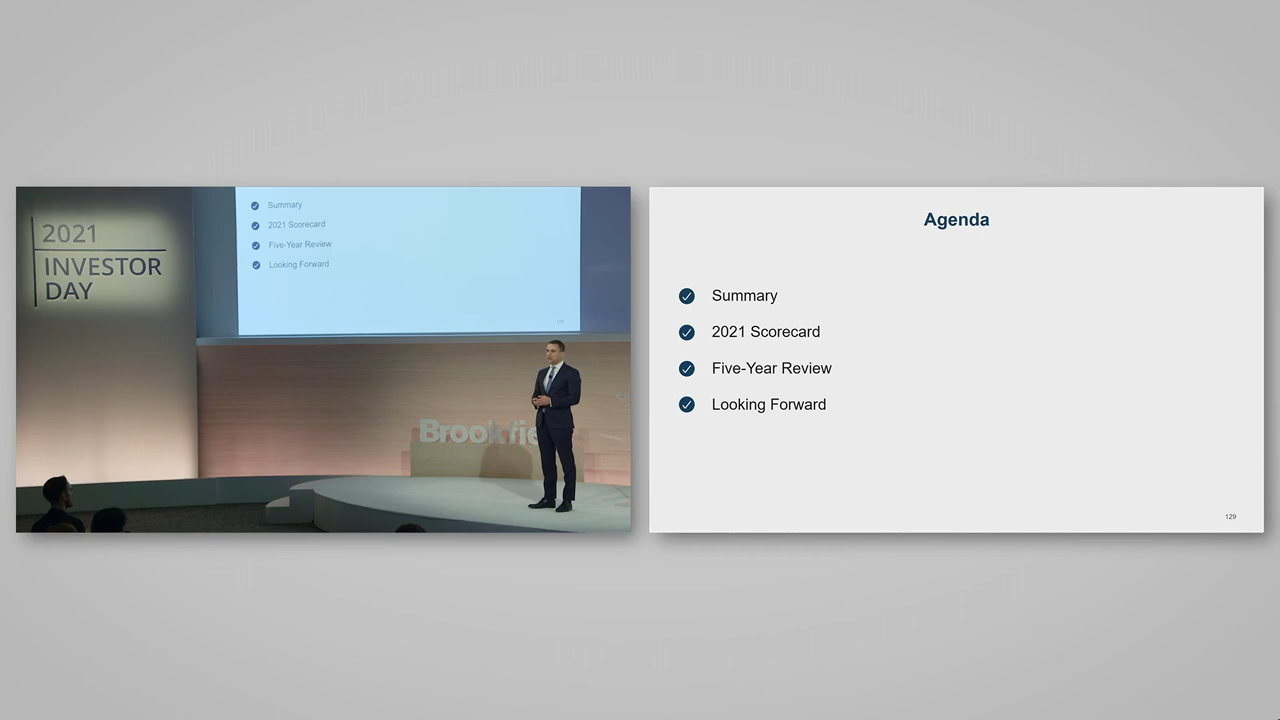 2021
INVESTOR
DAY
Summary
2021 Scorecard
Five-Year Review
Looking Forward
Brookfie
Agenda
Summary
2021 Scorecard
Five-Year Review
Looking Forward
129